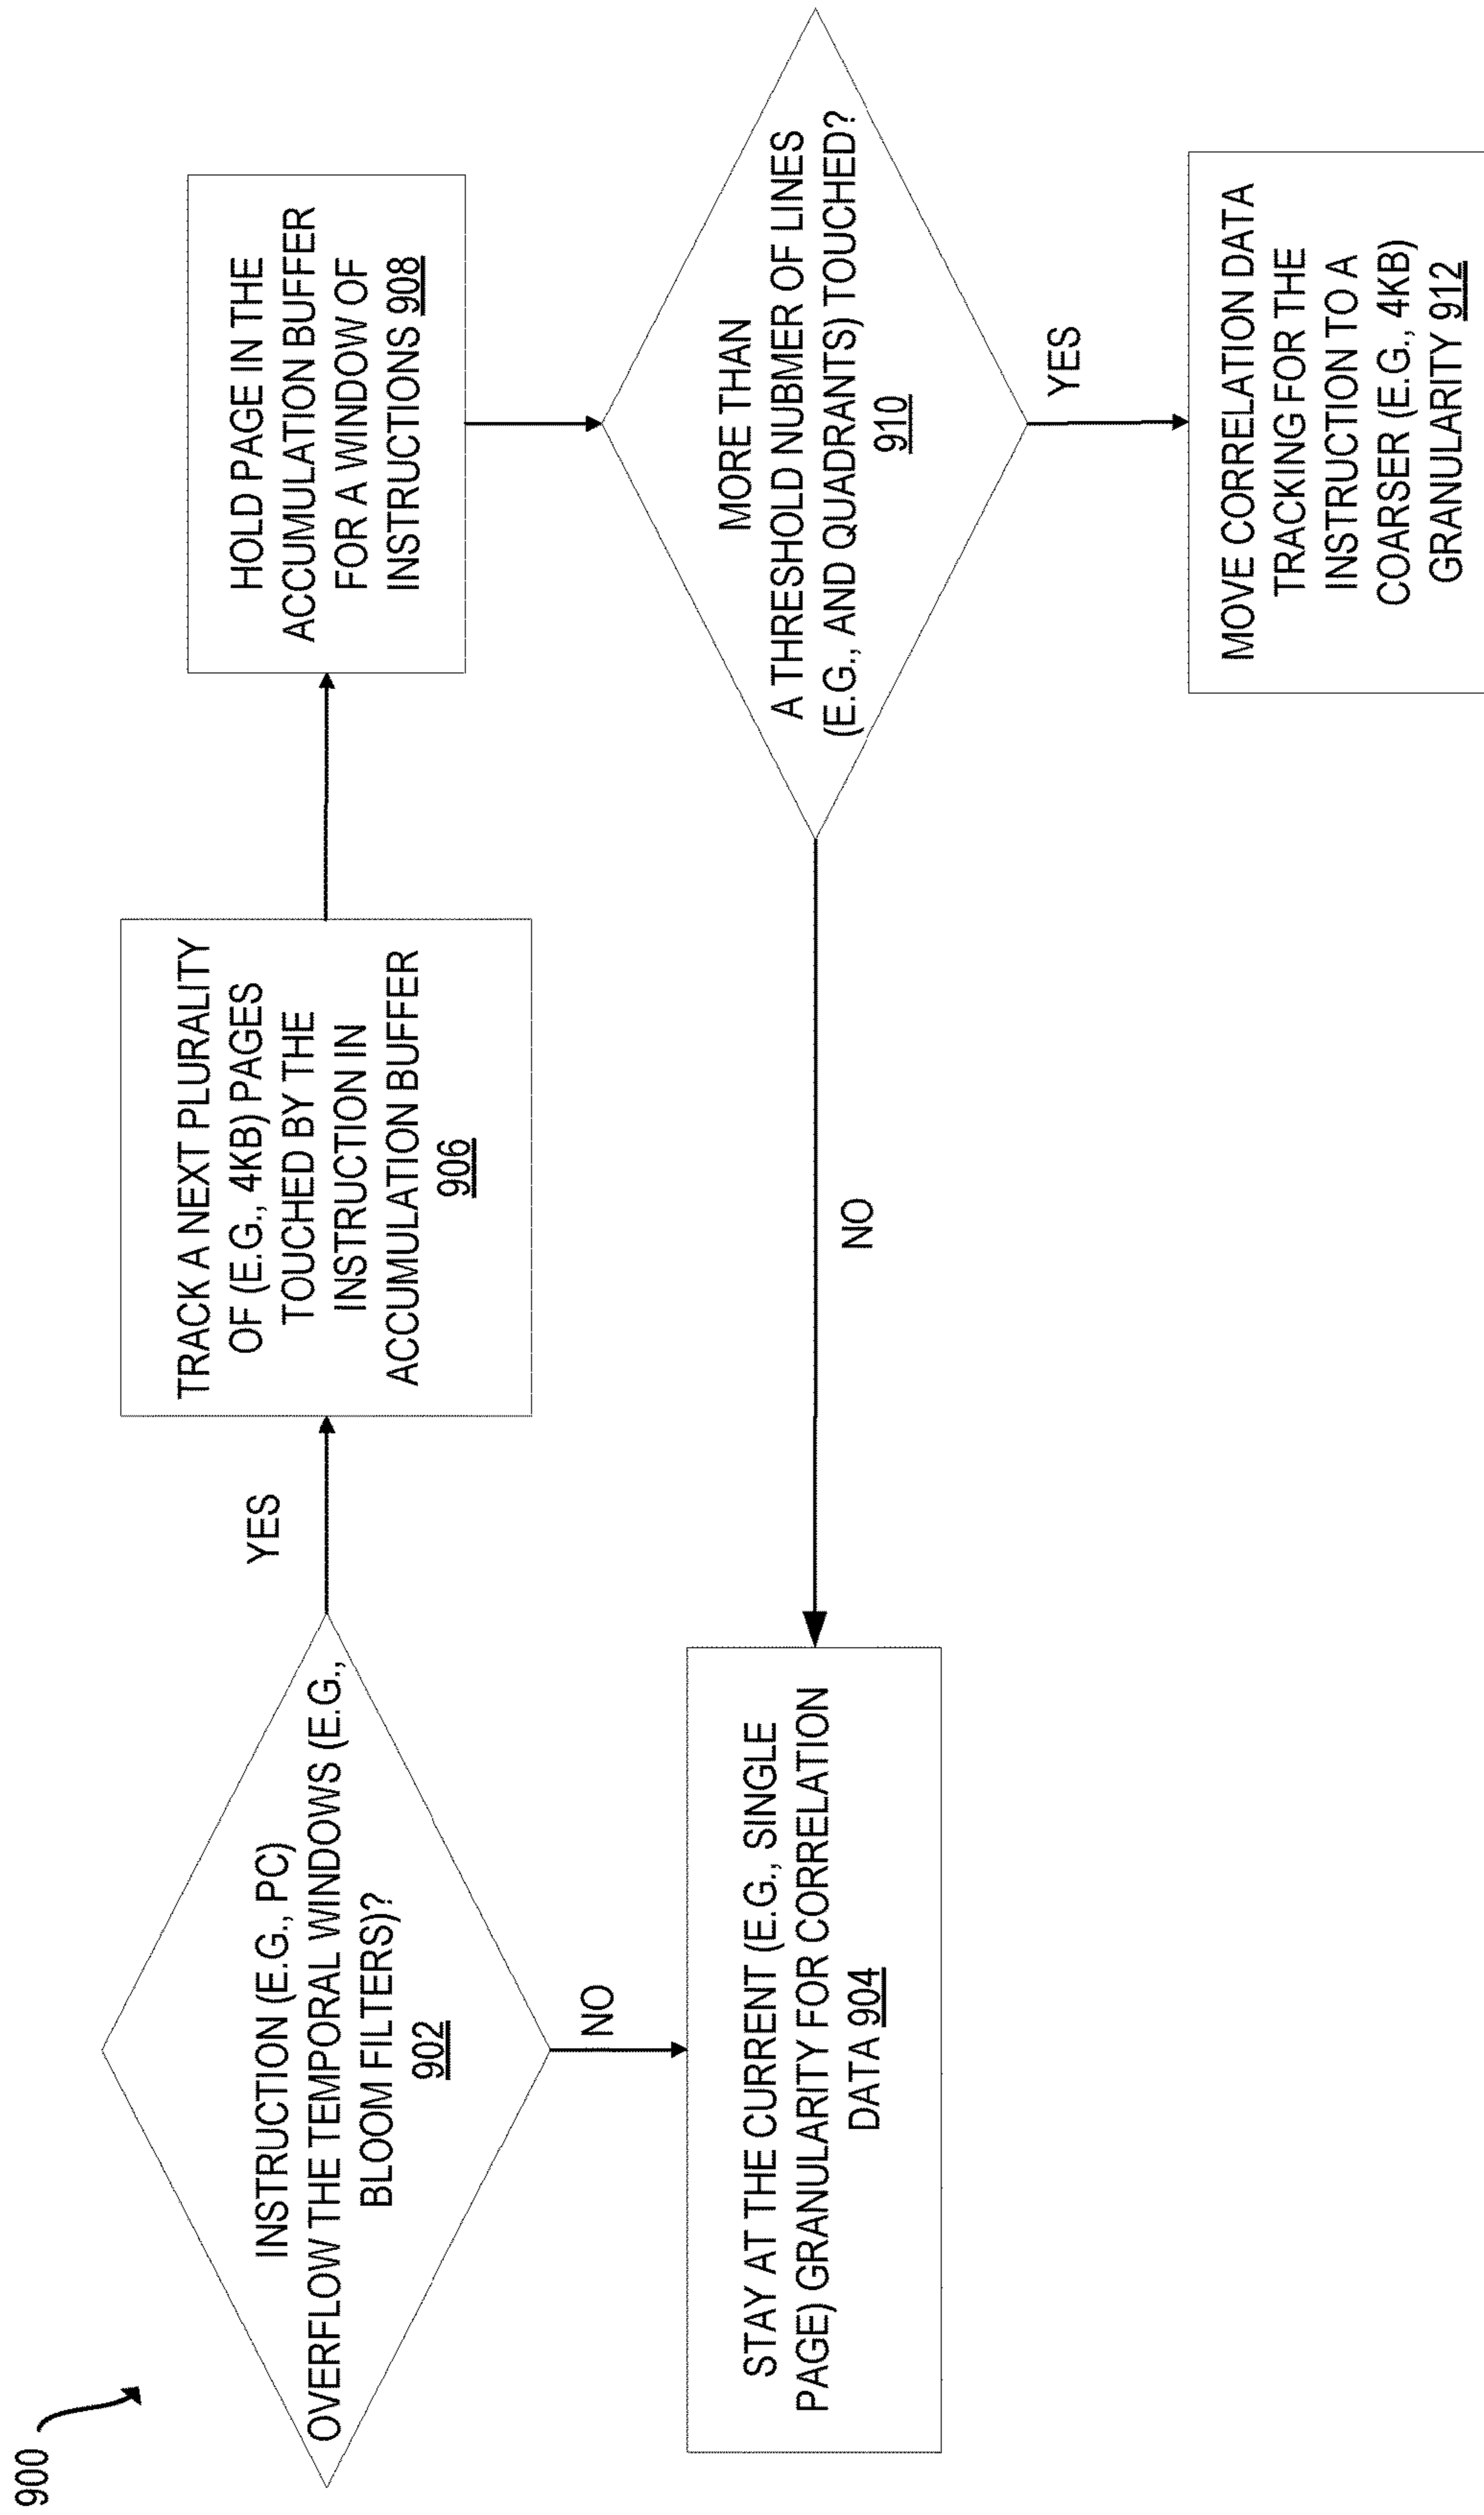 900
INSTRUCTION (E.G., PC)
OVERFLOW THE TEMPORAL WINDOWS (E.G.,
BLOOM FILTERS)?
902
YES
NO
TRACK A NEXT PLURALITY
OF (E.G., 4KB) PAGES
TOUCHED BY THE
INSTRUCTION IN
ACCUMULATION BUFFER
906
HOLD PAGE IN THE
ACCUMULATION BUFFER
FOR A WINDOW OF
INSTRUCTIONS 908
STAY AT THE CURRENT (E.G., SINGLE
PAGE) GRANULARITY FOR CORRELATION
DATA 904
NO
MORE THAN
A THRESHOLD NUBMER OF LINES
(E.G., AND QUADRANTS) TOUCHED?
910
YES
MOVE CORRELATION DATA
TRACKING FOR THE
INSTRUCTION TO A
COARSER (E.G., 4KB)
GRANULARITY 912